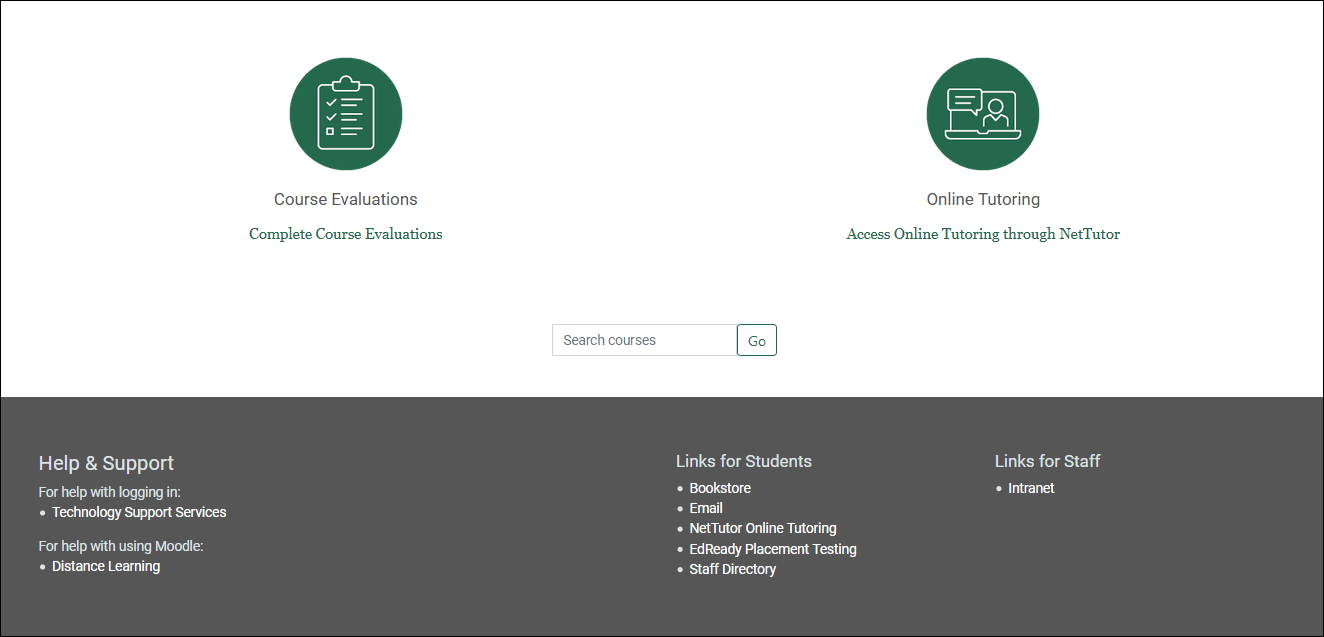 Course Evaluations
Complete Course Evaluations
Online Tutoring
Access Online Tutoring through NetTutor
Search courses
Go
Help & Support
For help with logging in:
Technology Support Services
For help with using Moodle:
Distance Learning
Links for Students
Bookstore
Email
NetTutor Online Tutoring
EdReady Placement Testing
Staff Directory
Links for Staff
Intranet